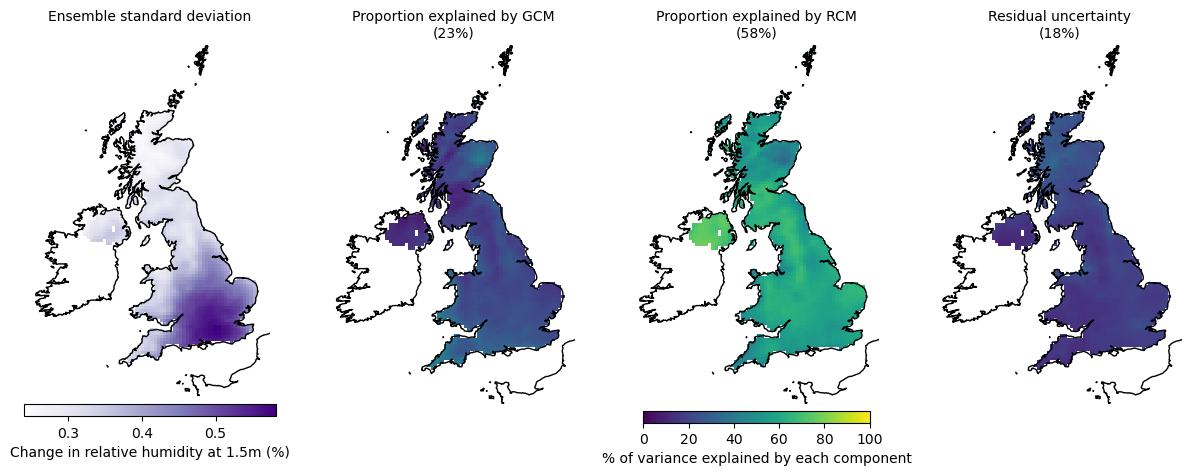 Ensemble standard deviation
Proportion explained by GCM
(23%)
Proportion explained by RCM
(58%)
Residual uncertainty
(18%)
0.3 0.4 0.5
Change in relative humidity at 1.5m (%)
0 20 40 60 80 100
% of variance explained by each component